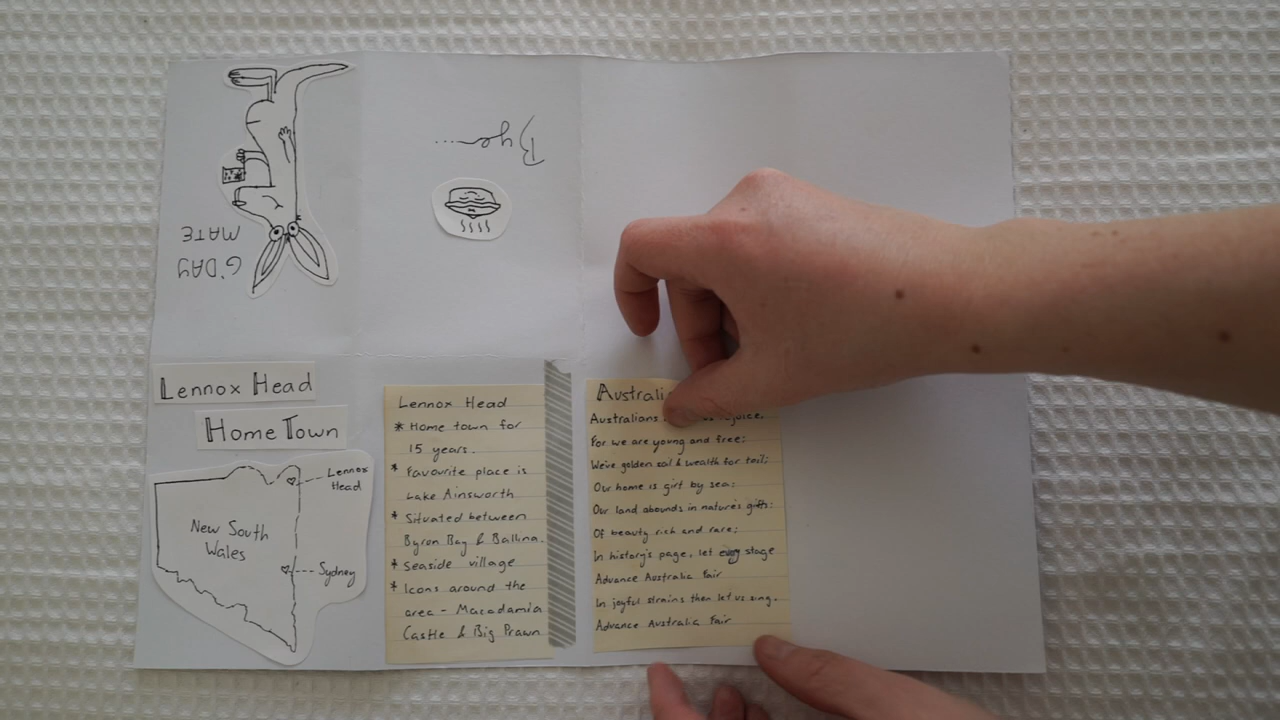 G'DAY
MATE
Bye....
Lennox Head
Home Town
New South
Wales
Lennox
Head
Sydney
Lennox Head
* Home town for
15 years.
* Favourite place is
Lake Ainsworth
* Situated between
Byron Bay & Ballina.
* Seaside village
* Icons around the
area - Macadamia
Castle & Big Prawn
Australia
Australians rejoice,
For we are young and free;
We've golden soil & wealth for toil;
Our home is girt by sea;
Our land abounds in nature's gifts:
Of beauty rich and rare;
In history's page, let every stage
Advance Australia Fair
In joyful strains then let us sing.
Advance Australia Fair